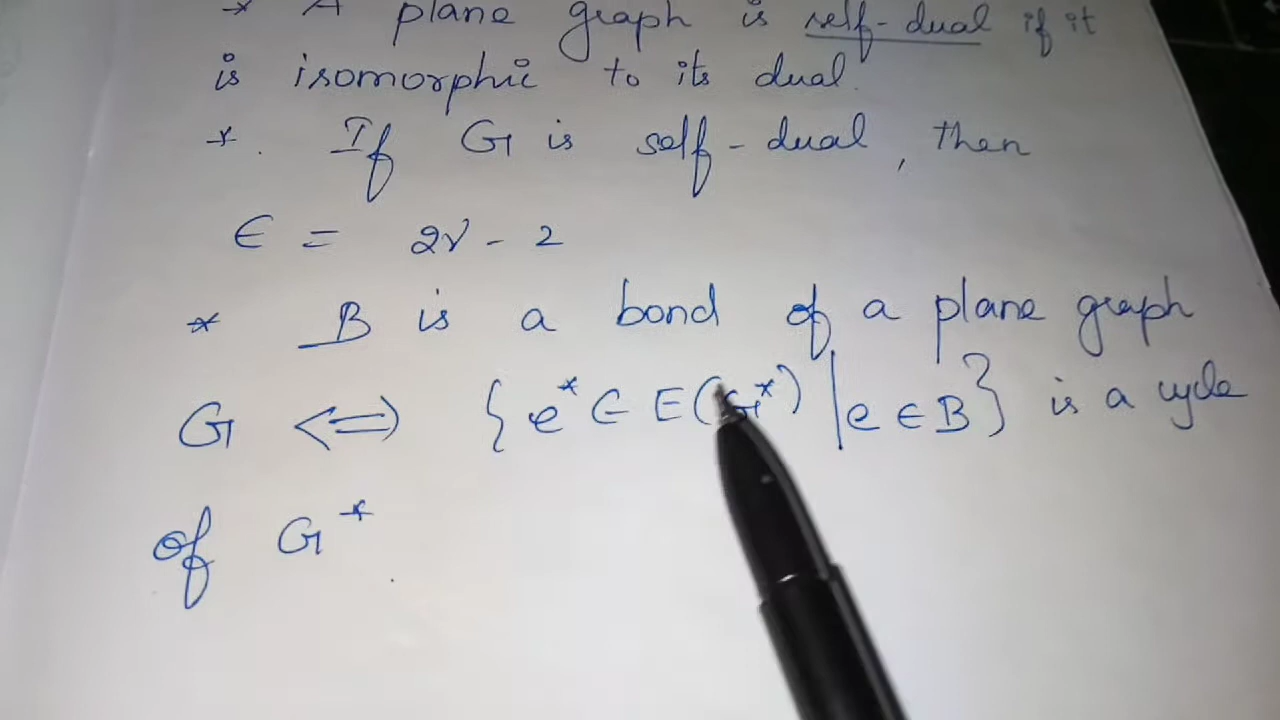 * A plane graph is self-dual if it
is isomorphic to its dual.
* . If G is self-dual, then
ϵ = 2ν - 2
* B is a bond of a plane graph
G <=> {e* ∈ E(G*) | e ∈ B} is a cycle
of G*